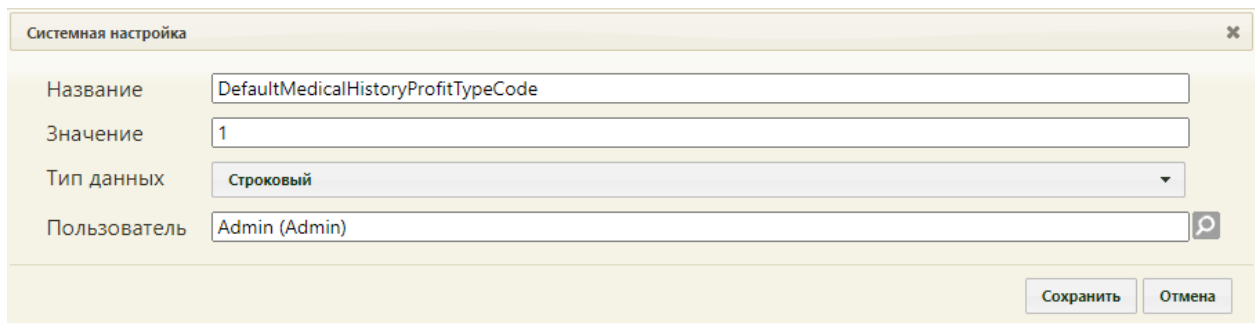 Системная настройка
Название DefaultMedicalHistoryProfitTypeCode
Значение 1
Тип данных Строковый
Пользователь Admin (Admin)
Сохранить Отмена